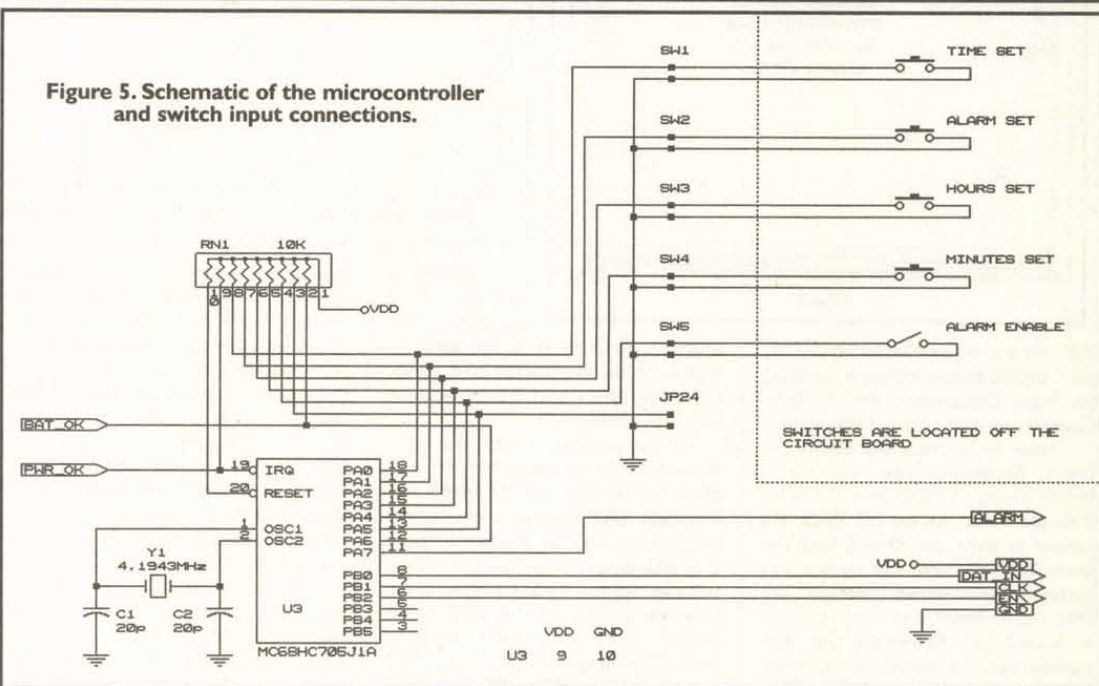 Figure 5. Schematic of the microcontroller
and switch input connections.
SW1
TIME SET
SW2
ALARM SET
SW3
HOURS SET
SW4
MINUTES SET
SW5
ALARM ENABLE
JP24
SWITCHES ARE LOCATED OFF THE
CIRCUIT BOARD
RN1 10K
10 9 8 7 6 5 4 3 2 1
VDD
BAT_OK
PWR_OK
19 IRQ
20 RESET
1 OSC1
2 OSC2
PA0 18
PA1 17
PA2 16
PA3 15
PA4 14
PA5 13
PA6 12
PA7 11
PB0 8
PB1 7
PB2 6
PB3 5
PB4 4
PB5 3
U3
MC68HC705J1A
Y1
4.1943MHz
C1
20p
C2
20p
VDD GND
U3 9 10
ALARM
VDD VDD
DAT_IN
CLK
EN
GND